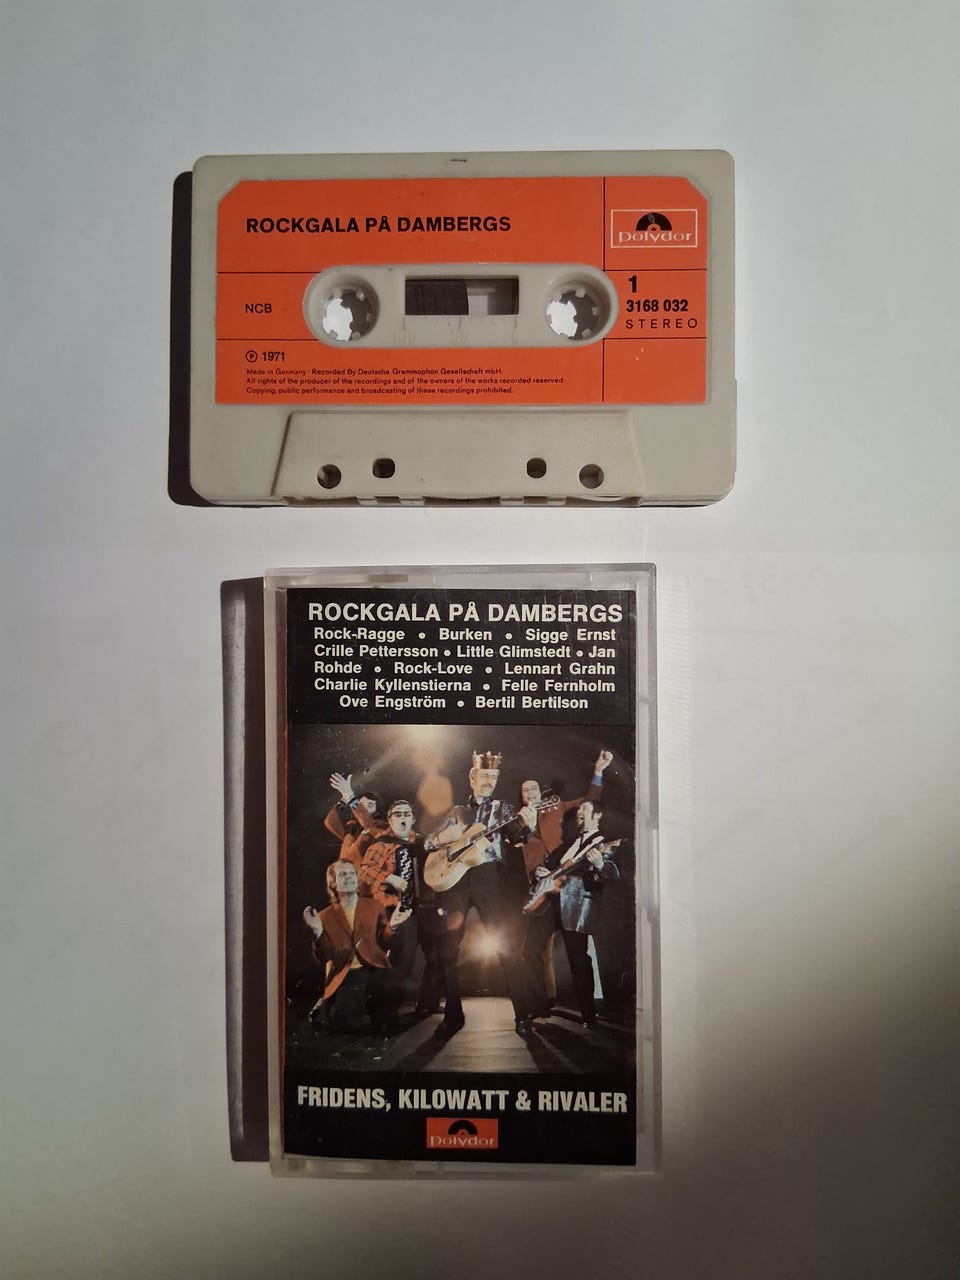 ROCKGALA PÅ DAMBERGS
polydor
NCB
1
3168 032
STEREO
℗ 1971
Made in Germany · Recorded By Deutsche Grammophon Gesellschaft mbH.
All rights of the producer of the recordings and of the owners of the works recorded reserved.
Copying, public performance and broadcasting of these recordings prohibited.
ROCKGALA PÅ DAMBERGS
Rock-Ragge • Burken • Sigge Ernst
Crille Pettersson • Little Glimstedt • Jan
Rohde • Rock-Love • Lennart Grahn
Charlie Kyllenstierna • Felle Fernholm
Ove Engström • Bertil Bertilson
FRIDENS, KILOWATT & RIVALER
polydor